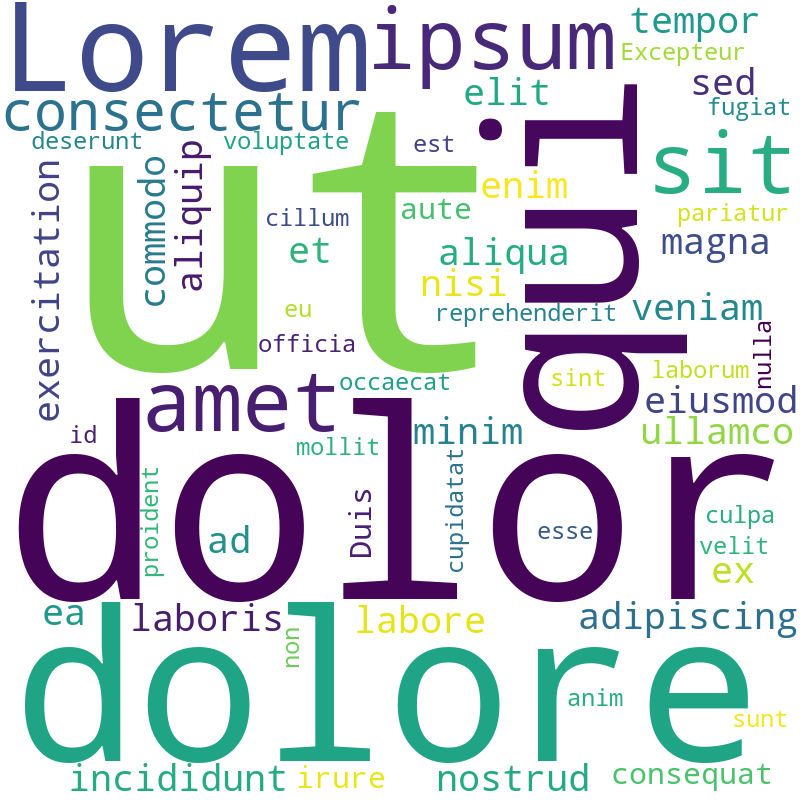 Lorem
ipsum
tempor
Excepteur
consectetur
elit
sed
fugiat
deserunt
voluptate
est
qui
sit
ut
exercitation
commodo
aliquip
cillum
aute
enim
pariatur
et
aliqua
magna
nisi
eu
reprehenderit
veniam
officia
nulla
amet
occaecat
sint
laborum
eiusmod
id
mollit
minim
ullamco
dolor
proident
ad
Duis
cupidatat
esse
culpa
velit
ex
ea
laboris
non
labore
adipiscing
dolore
anim
sunt
incididunt
irure
nostrud
consequat